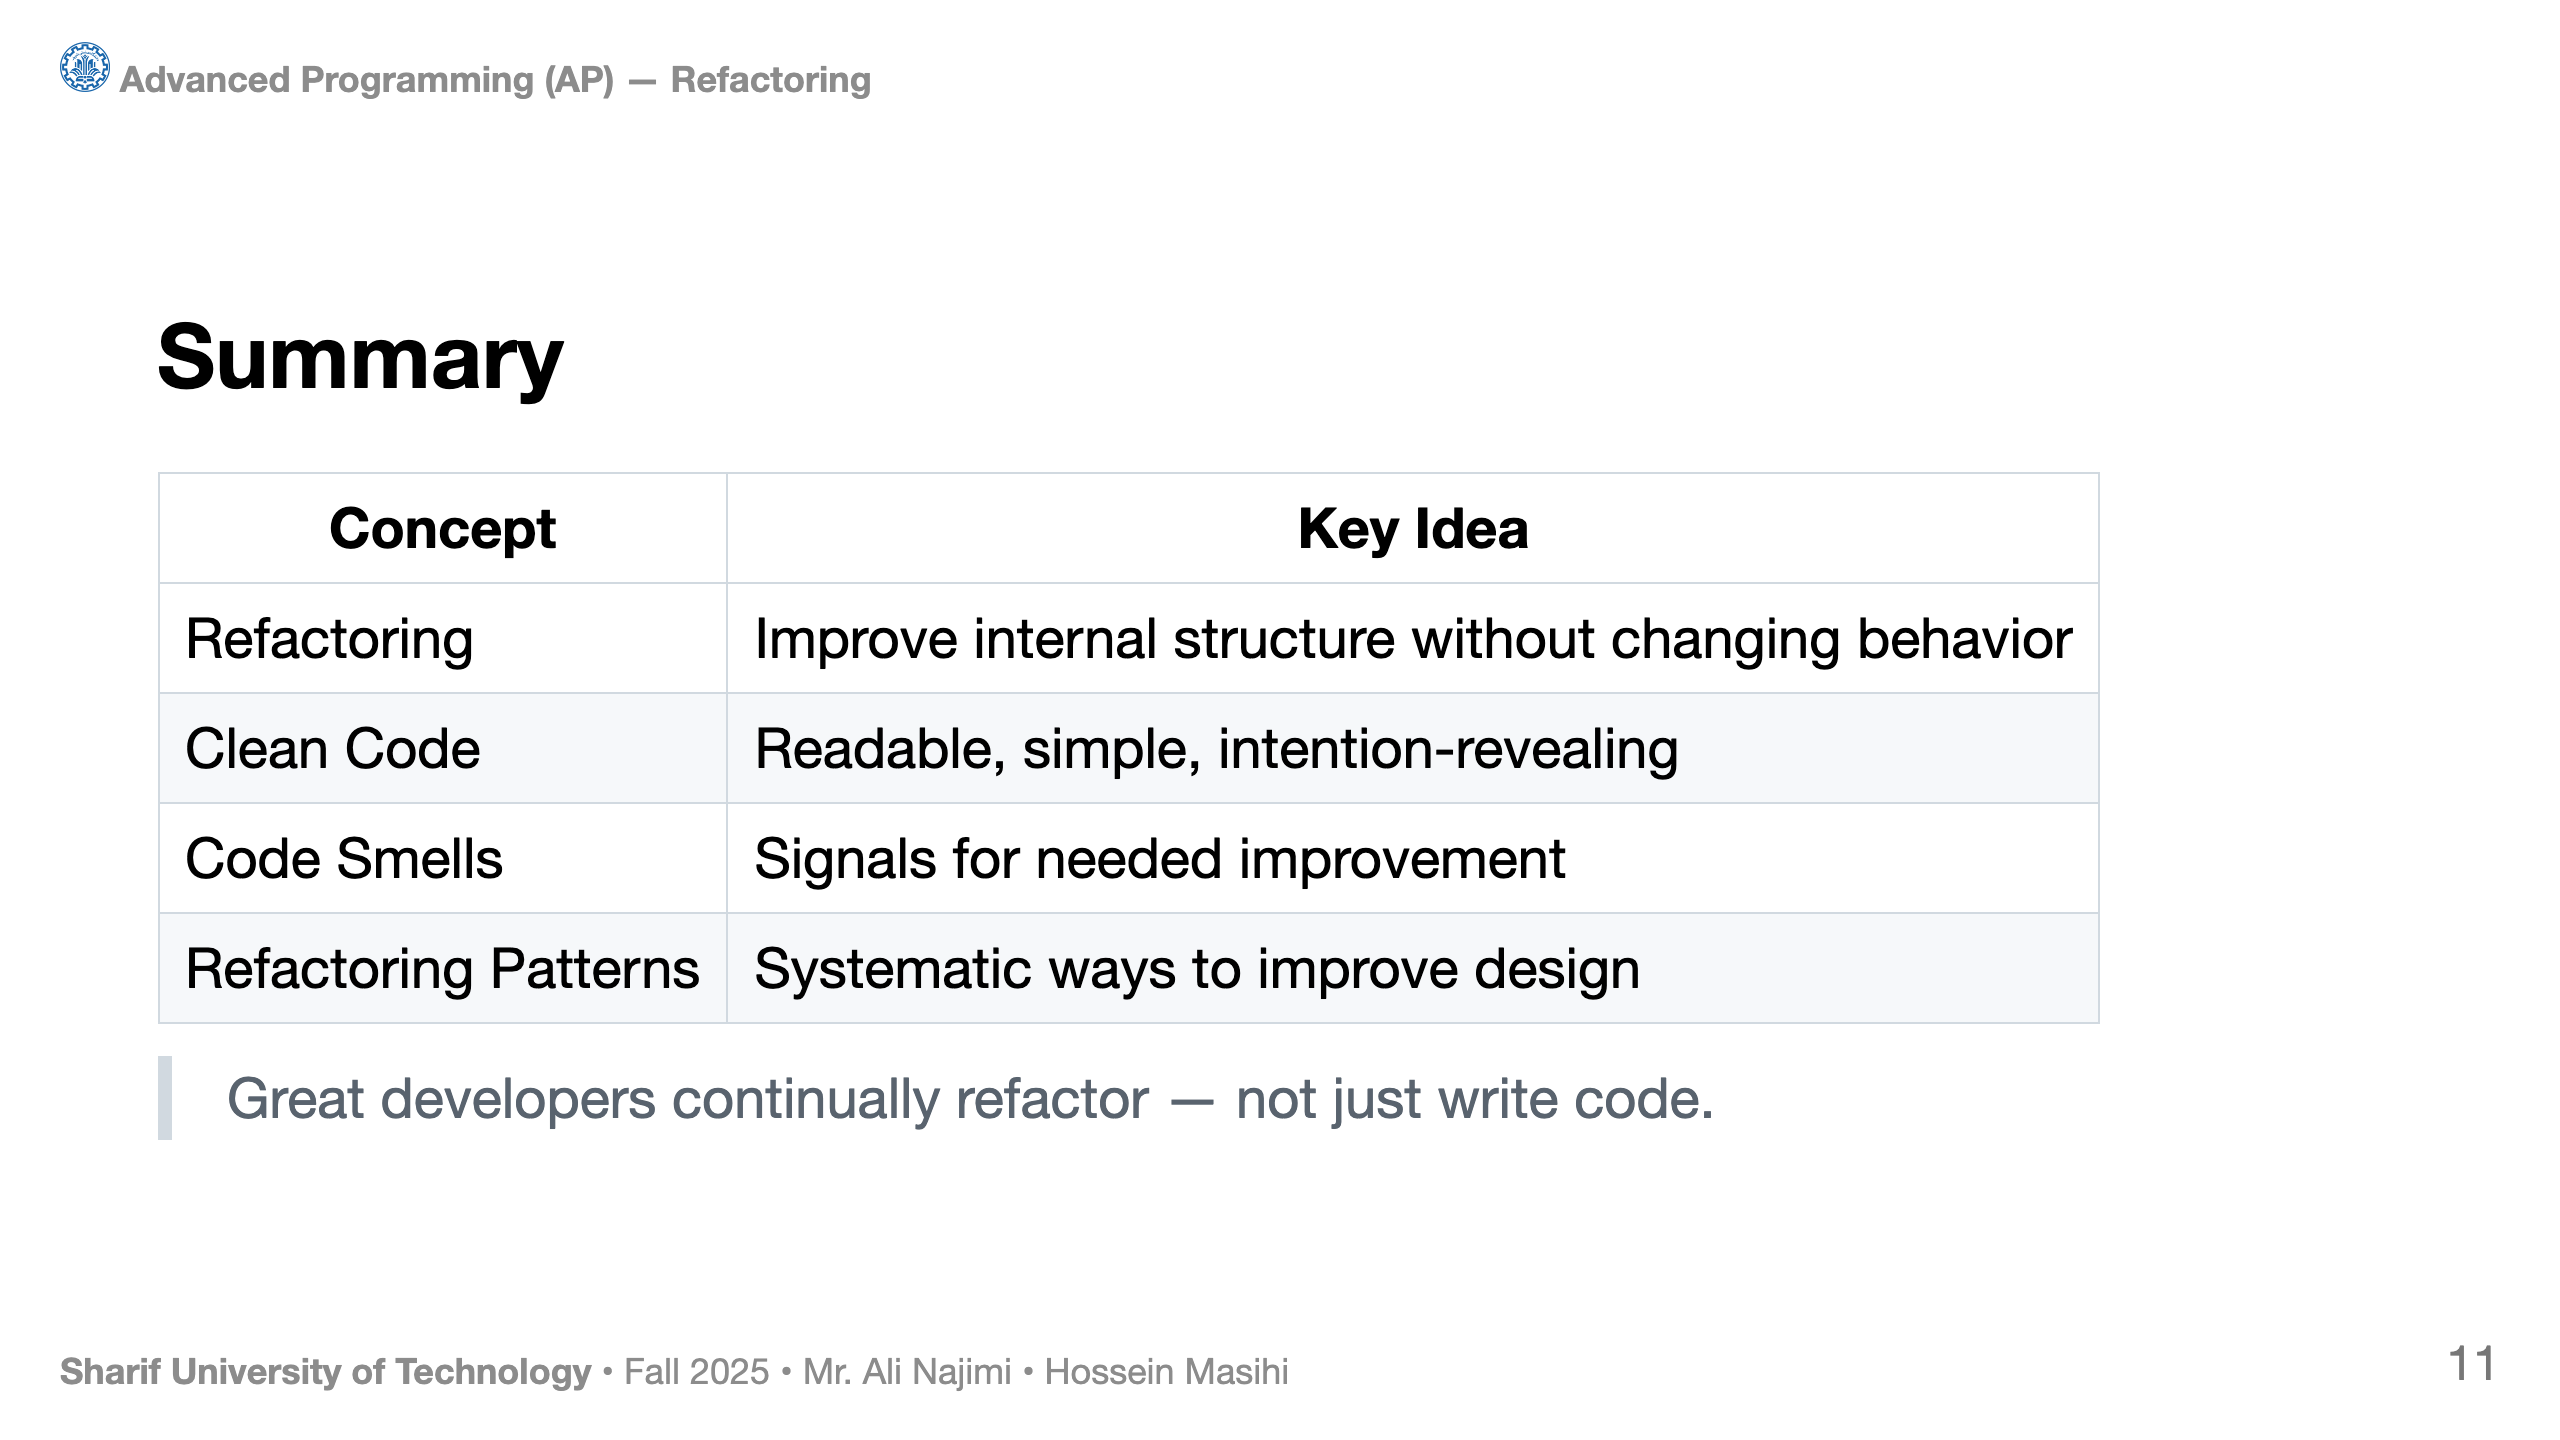 Advanced Programming (AP) — Refactoring
Summary
Concept Key Idea
Refactoring Improve internal structure without changing behavior
Clean Code Readable, simple, intention-revealing
Code Smells Signals for needed improvement
Refactoring Patterns Systematic ways to improve design
Great developers continually refactor — not just write code.
Sharif University of Technology • Fall 2025 • Mr. Ali Najimi • Hossein Masihi 11